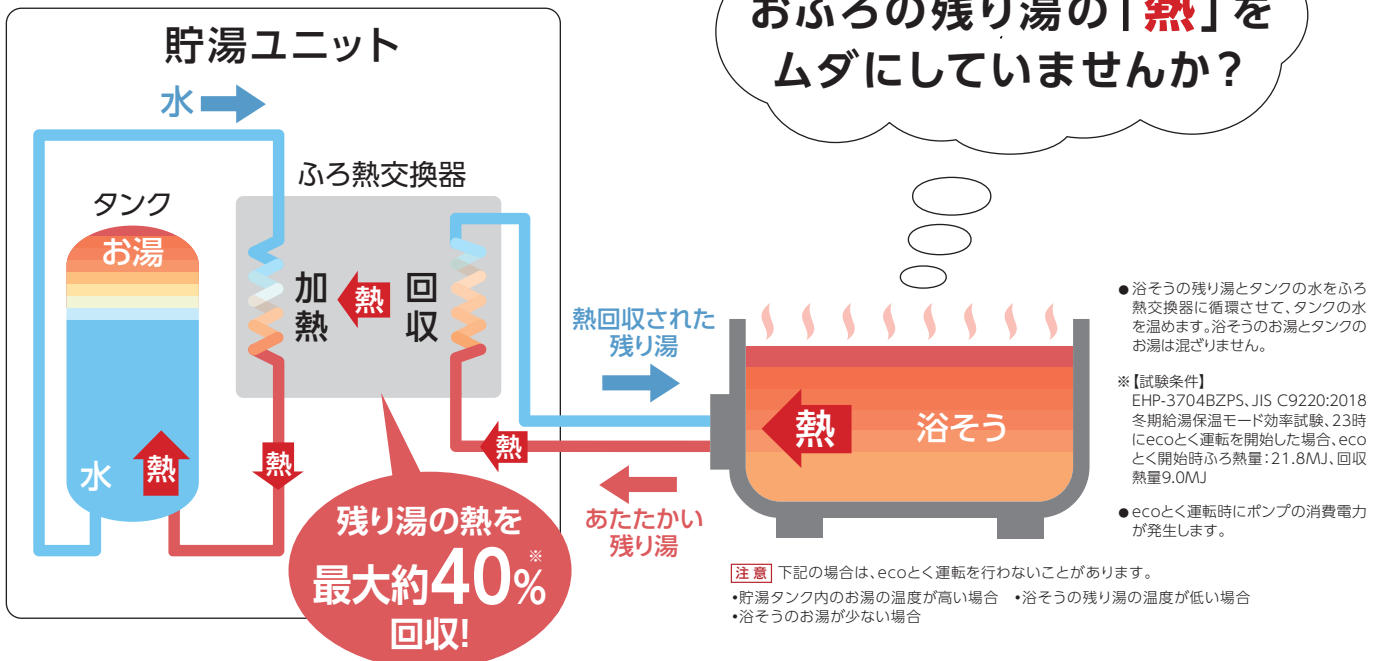 おふろの残り湯の「熱」を
ムダにしていませんか?
貯湯ユニット
水
ふろ熱交換器
タンク
お湯
加熱
熱
回収
水
熱
熱
熱
熱回収された
残り湯
あたたかい
残り湯
熱
浴そう
残り湯の熱を
最大約40%※
回収!
●浴そうの残り湯とタンクの水をふろ
熱交換器に循環させて、タンクの水
を温めます。浴そうのお湯とタンクの
お湯は混ざりません。
※【試験条件】
EHP-3704BZPS、JIS C9220:2018
冬期給湯保温モード効率試験、23時
にecoとく運転を開始した場合、eco
とく開始時ふろ熱量:21.8MJ、回収
熱量9.0MJ
●ecoとく運転時にポンプの消費電力
が発生します。
注意 下記の場合は、ecoとく運転を行わないことがあります。
•貯湯タンク内のお湯の温度が高い場合 •浴そうの残り湯の温度が低い場合
•浴そうのお湯が少ない場合